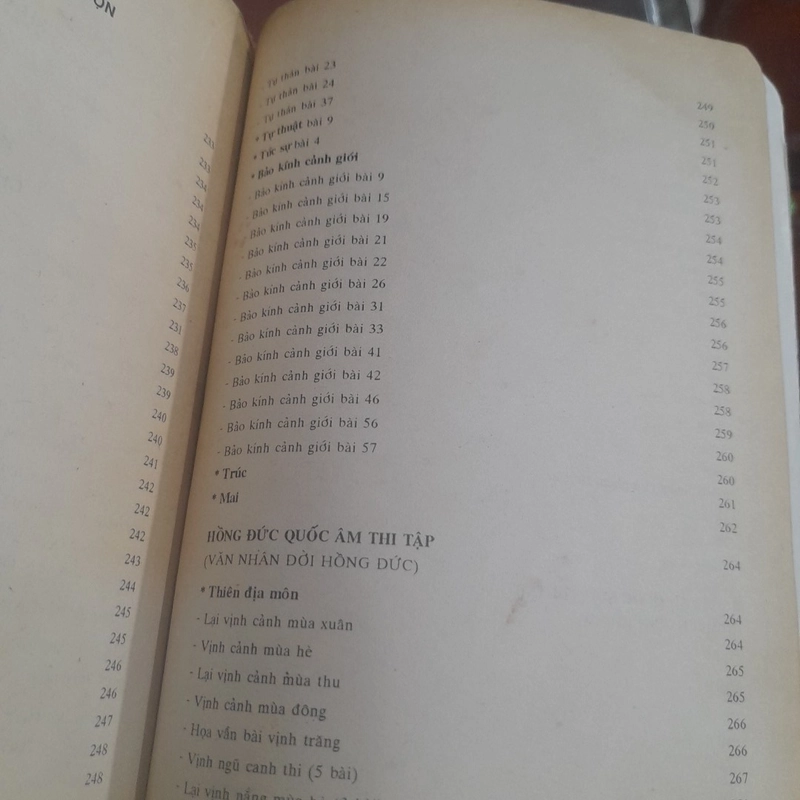 ỌN
233
233
234
234
234
235
235
236
237
231
238
239
239
240
240
241
242
242
242
243
244
245
245
246
246
247
248
248
- Tự thán bài 23 249
- Tự thán bài 24 250
- Tự thán bài 37 251
* Tự thuật bài 9 251
* Tức sự bài 4 252
* Bảo kính cảnh giới 253
- Bảo kính cảnh giới bài 9 253
- Bảo kính cảnh giới bài 15 254
- Bảo kính cảnh giới bài 19 254
- Bảo kính cảnh giới bài 21 255
- Bảo kính cảnh giới bài 22 255
- Bảo kính cảnh giới bài 26 256
- Bảo kính cảnh giới bài 31 256
- Bảo kính cảnh giới bài 33 257
- Bảo kính cảnh giới bài 41 258
- Bảo kính cảnh giới bài 42 258
- Bảo kính cảnh giới bài 46 259
- Bảo kính cảnh giới bài 56 260
- Bảo kính cảnh giới bài 57 260
* Trúc 261
* Mai 262
HỒNG ĐỨC QUỐC ÂM THI TẬP
(VĂN NHÂN ĐỜI HỒNG ĐỨC) 264
* Thiên địa môn 264
- Lại vịnh cảnh mùa xuân 264
- Vịnh cảnh mùa hè 265
- Lại vịnh cảnh mùa thu 265
- Vịnh cảnh mùa đông 266
- Họa vần bài vịnh trăng 266
- Vịnh ngũ canh thi (5 bài) 267
- Lại vịnh nắng mùa